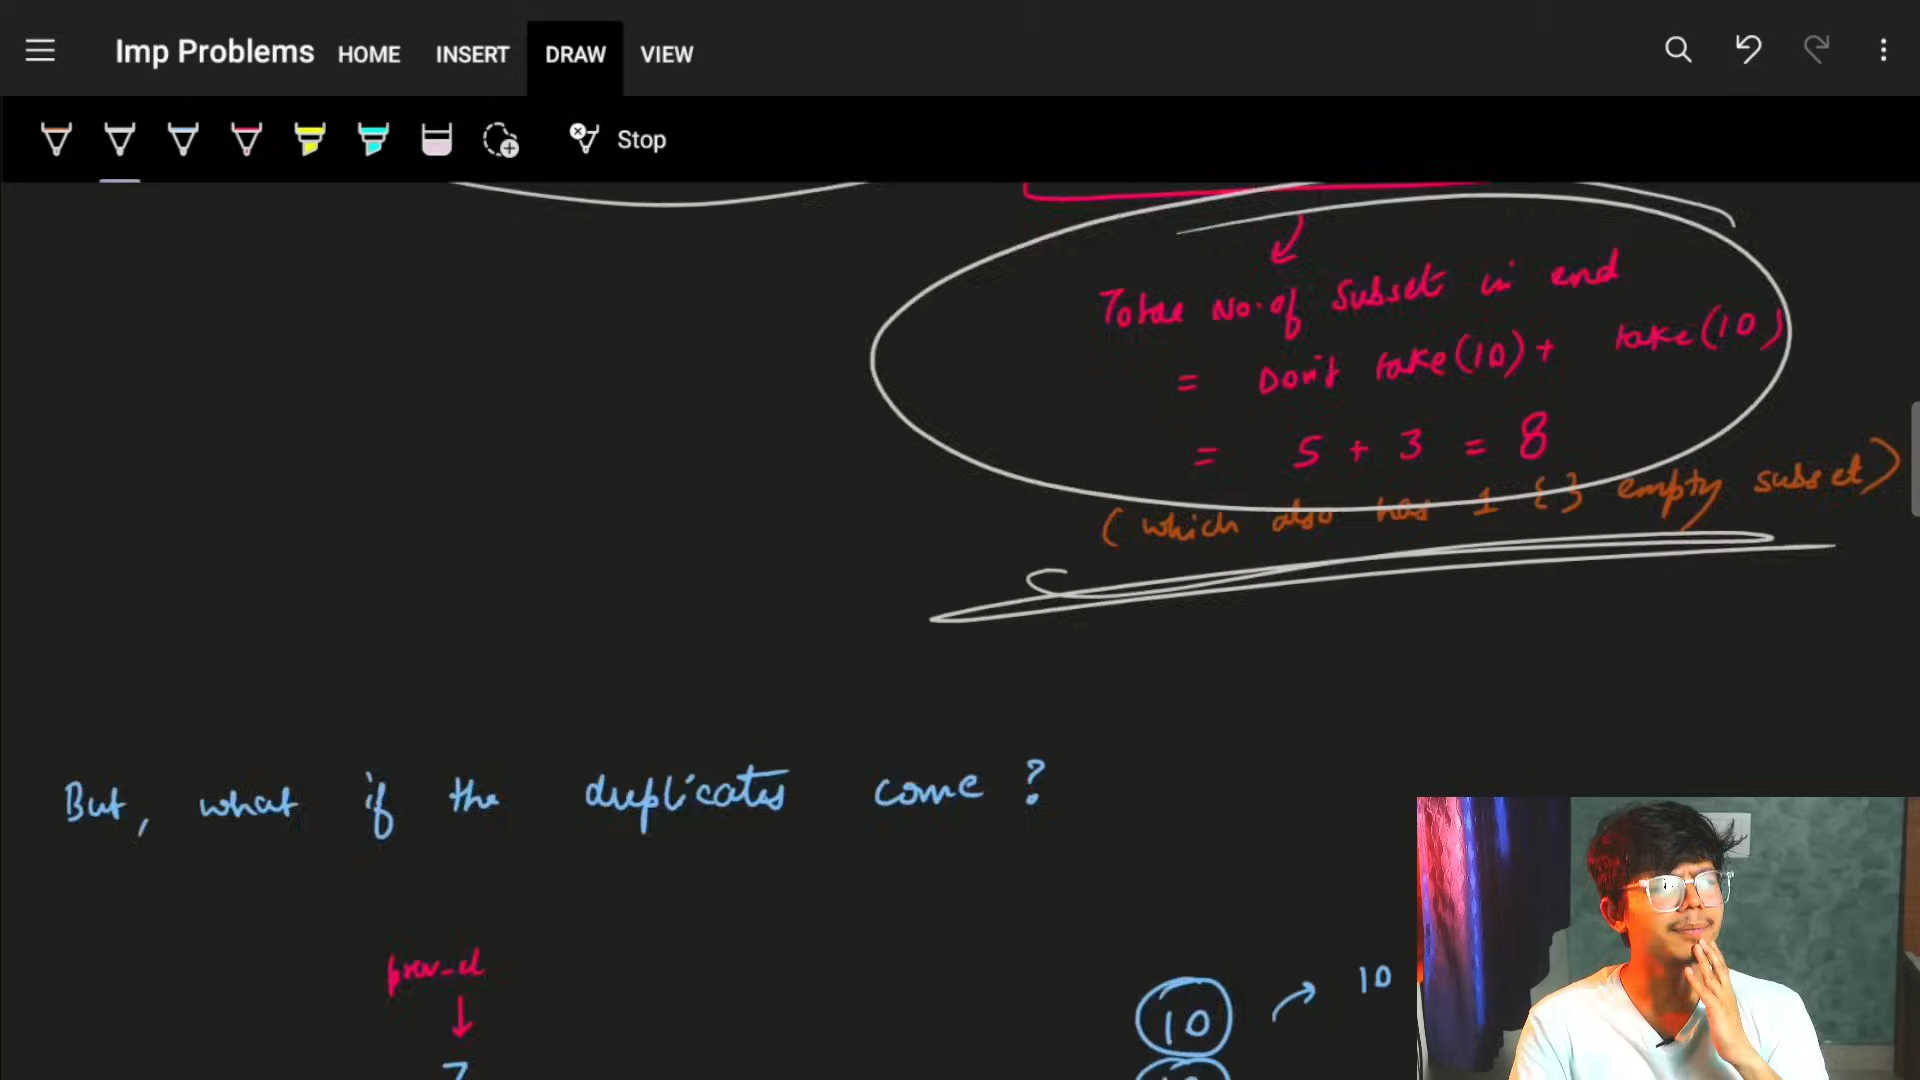 Imp Problems HOME INSERT DRAW VIEW
Stop
Total No. of Subset in end
= Don't take(10) + take(10)
= 5 + 3 = 8
(which also has 1 {} empty subset)
But, what if the duplicates come ?
prev_el
10 10
7